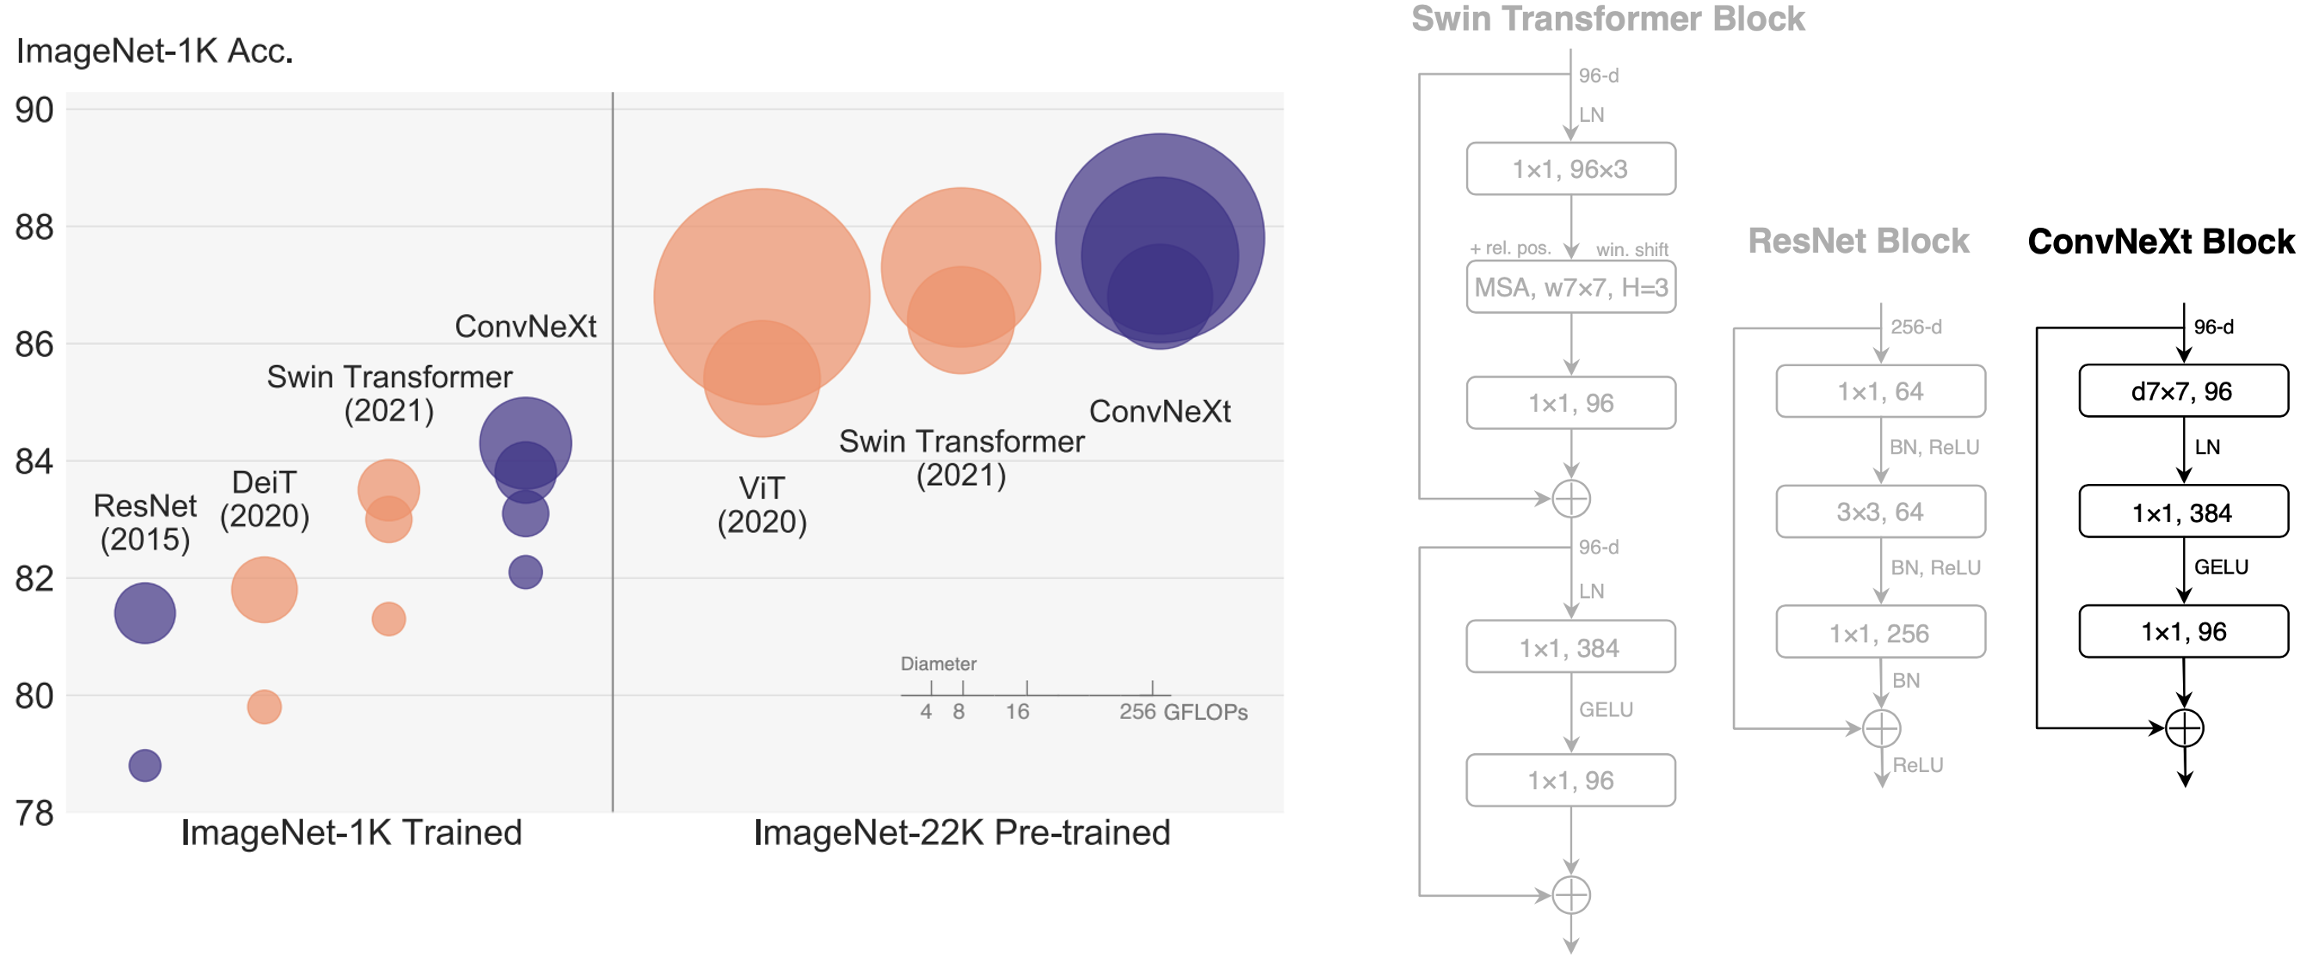 ImageNet-1K Acc.
90
88
86
84
82
80
78
ResNet
(2015)
DeiT
(2020)
Swin Transformer
(2021)
ConvNeXt
ViT
(2020)
Swin Transformer
(2021)
ConvNeXt
Diameter
4 8 16 256 GFLOPs
ImageNet-1K Trained
ImageNet-22K Pre-trained
Swin Transformer Block
96-d
LN
1×1, 96×3
+ rel. pos. win. shift
MSA, w7×7, H=3
1×1, 96
96-d
LN
1×1, 384
GELU
1×1, 96
ResNet Block
256-d
1×1, 64
BN, ReLU
3×3, 64
BN, ReLU
1×1, 256
BN
ReLU
ConvNeXt Block
96-d
d7×7, 96
LN
1×1, 384
GELU
1×1, 96